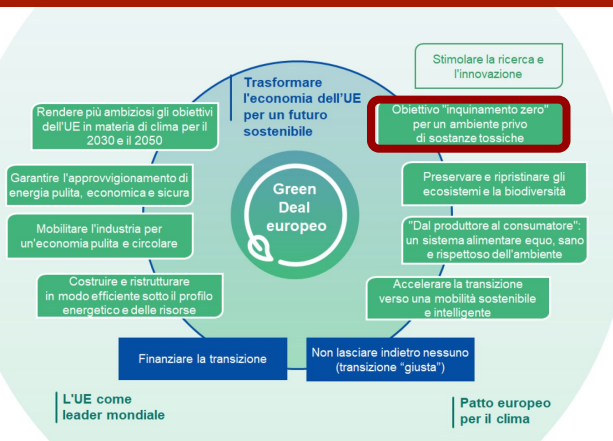 Stimolare la ricerca e
l'innovazione
Trasformare
l'economia dell'UE
per un futuro
sostenibile
Rendere più ambiziosi gli obiettivi
dell'UE in materia di clima per il
2030 e il 2050
Obiettivo "inquinamento zero"
per un ambiente privo
di sostanze tossiche
Garantire l'approvvigionamento di
energia pulita, economica e sicura
Green
Deal
europeo
Preservare e ripristinare gli
ecosistemi e la biodiversità
Mobilitare l'industria per
un'economia pulita e circolare
"Dal produttore al consumatore":
un sistema alimentare equo, sano
e rispettoso dell'ambiente
Costruire e ristrutturare
in modo efficiente sotto il profilo
energetico e delle risorse
Accelerare la transizione
verso una mobilità sostenibile
e intelligente
Finanziare la transizione
Non lasciare indietro nessuno
(transizione "giusta")
L'UE come
leader mondiale
Patto europeo
per il clima